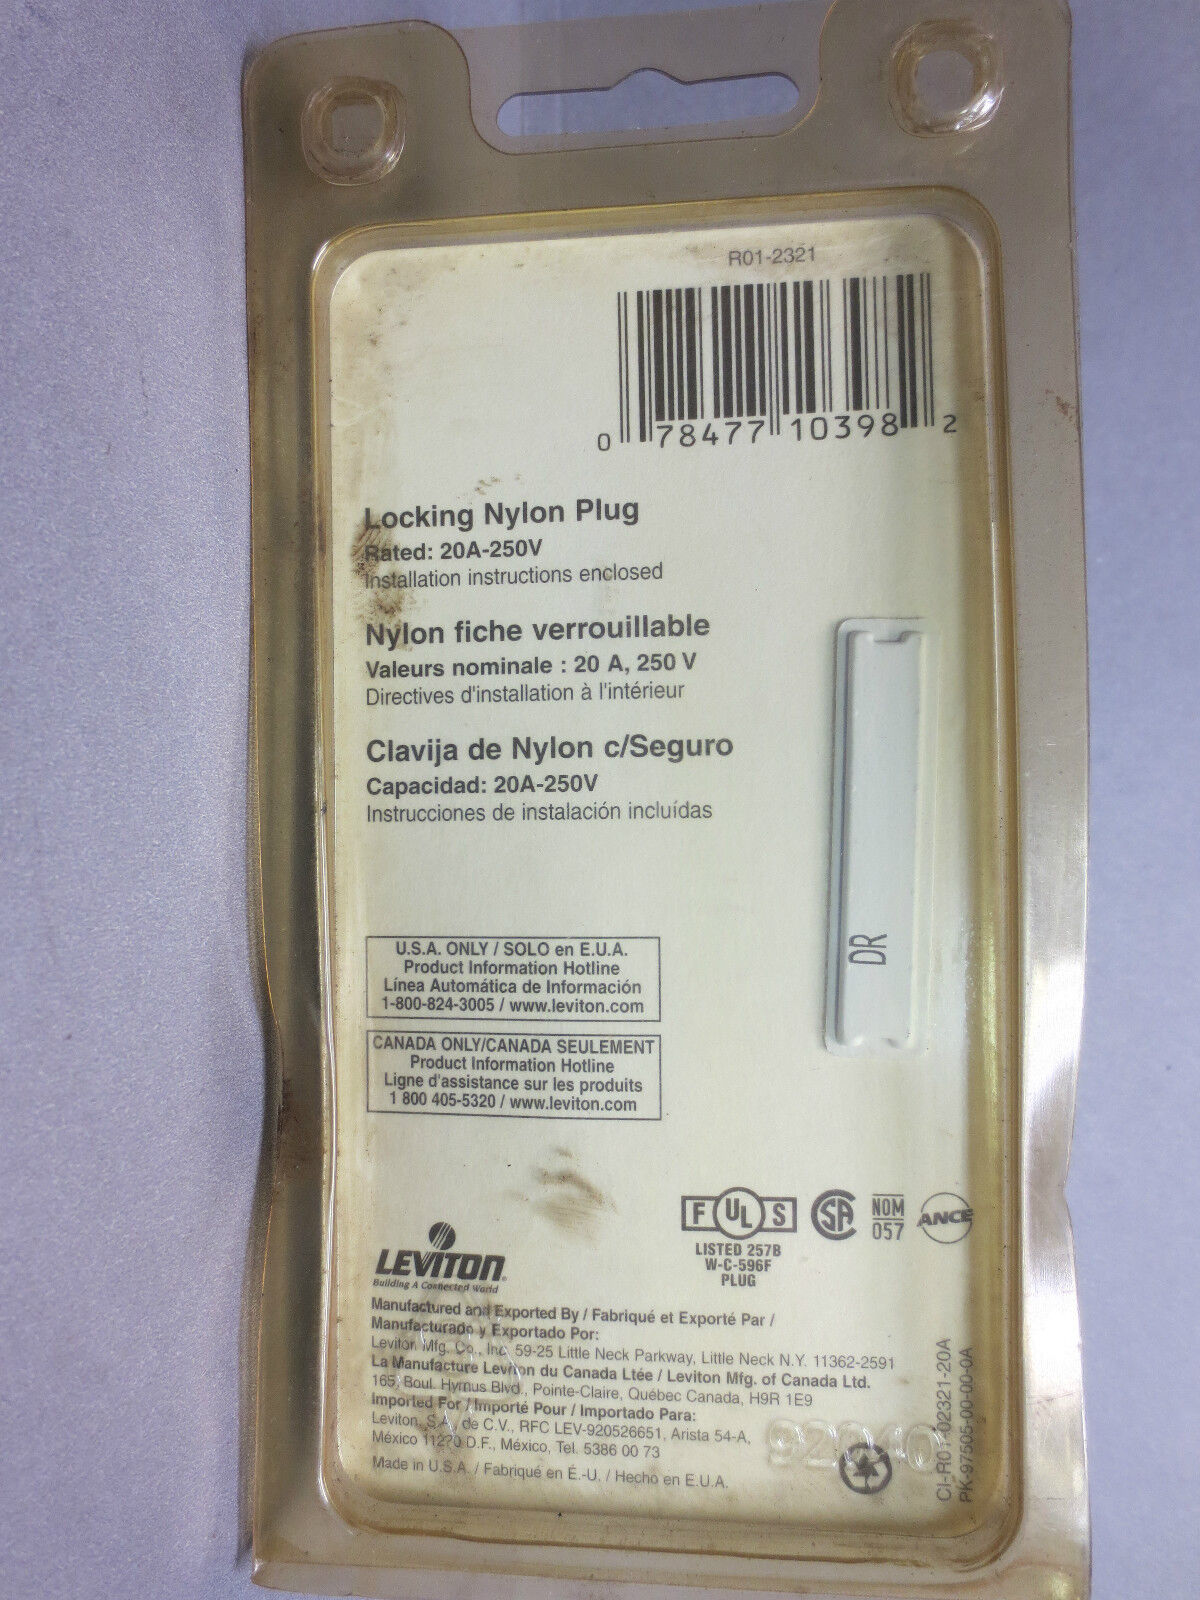 R01-2321
0 78477 10398 2
Locking Nylon Plug
Rated: 20A-250V
Installation instructions enclosed
Nylon fiche verrouillable
Valeurs nominale : 20 A, 250 V
Directives d'installation à l'intérieur
Clavija de Nylon c/Seguro
Capacidad: 20A-250V
Instrucciones de instalación incluídas
DR
U.S.A. ONLY / SOLO en E.U.A.
Product Information Hotline
Línea Automática de Información
1-800-824-3005 / www.leviton.com
CANADA ONLY/CANADA SEULEMENT
Product Information Hotline
Ligne d'assistance sur les produits
1 800 405-5320 / www.leviton.com
F UL S SA NOM 057 ANCE
LISTED 257B
W-C-596F
PLUG
LEVITON®
Building A Connected World
Manufactured and Exported By / Fabriqué et Exporté Par /
Manufacturado y Exportado Por:
Leviton Mfg. Co., Inc. 59-25 Little Neck Parkway, Little Neck N.Y. 11362-2591
La Manufacture Leviton du Canada Ltée / Leviton Mfg. of Canada Ltd.
165, Boul. Hymus Blvd., Pointe-Claire, Québec Canada, H9R 1E9
Imported For / Importé Pour / Importado Para:
Leviton, S.A. de C.V., RFC LEV-920526651, Arista 54-A,
México 11270 D.F., México, Tel. 5386 00 73
Made in U.S.A. / Fabriqué en É.-U. / Hecho en E.U.A.
CI-R01-02321-20A
PK-97505-00-00-0A